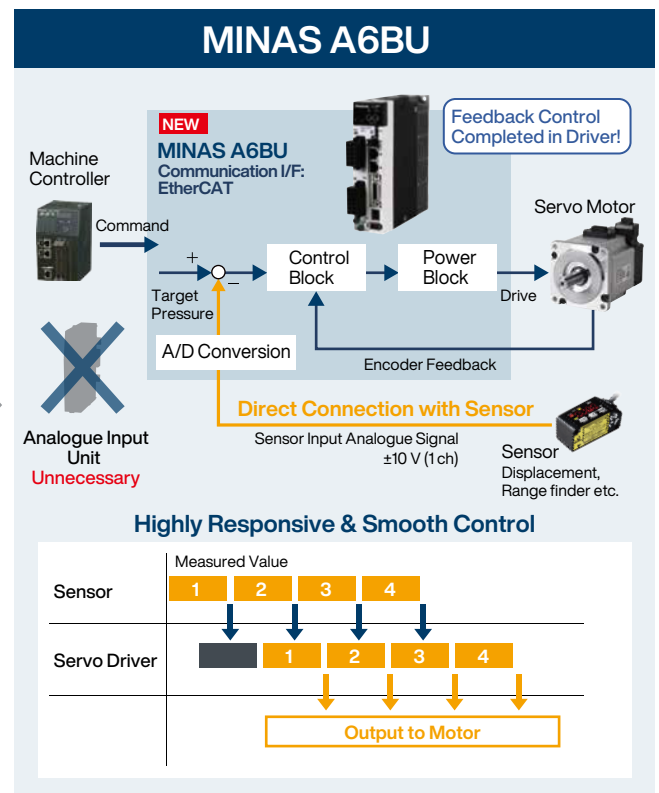 MINAS A6BU
NEW
MINAS A6BU
Communication I/F:
EtherCAT
Feedback Control
Completed in Driver!
Machine
Controller
Command
Servo Motor
+
−
Target
Pressure
Control
Block
Power
Block
Drive
A/D Conversion
Encoder Feedback
Direct Connection with Sensor
Sensor Input Analogue Signal
±10 V (1 ch)
Analogue Input
Unit
Unnecessary
Sensor
Displacement,
Range finder etc.
Highly Responsive & Smooth Control
Measured Value
Sensor
1 2 3 4
Servo Driver
1 2 3 4
Output to Motor